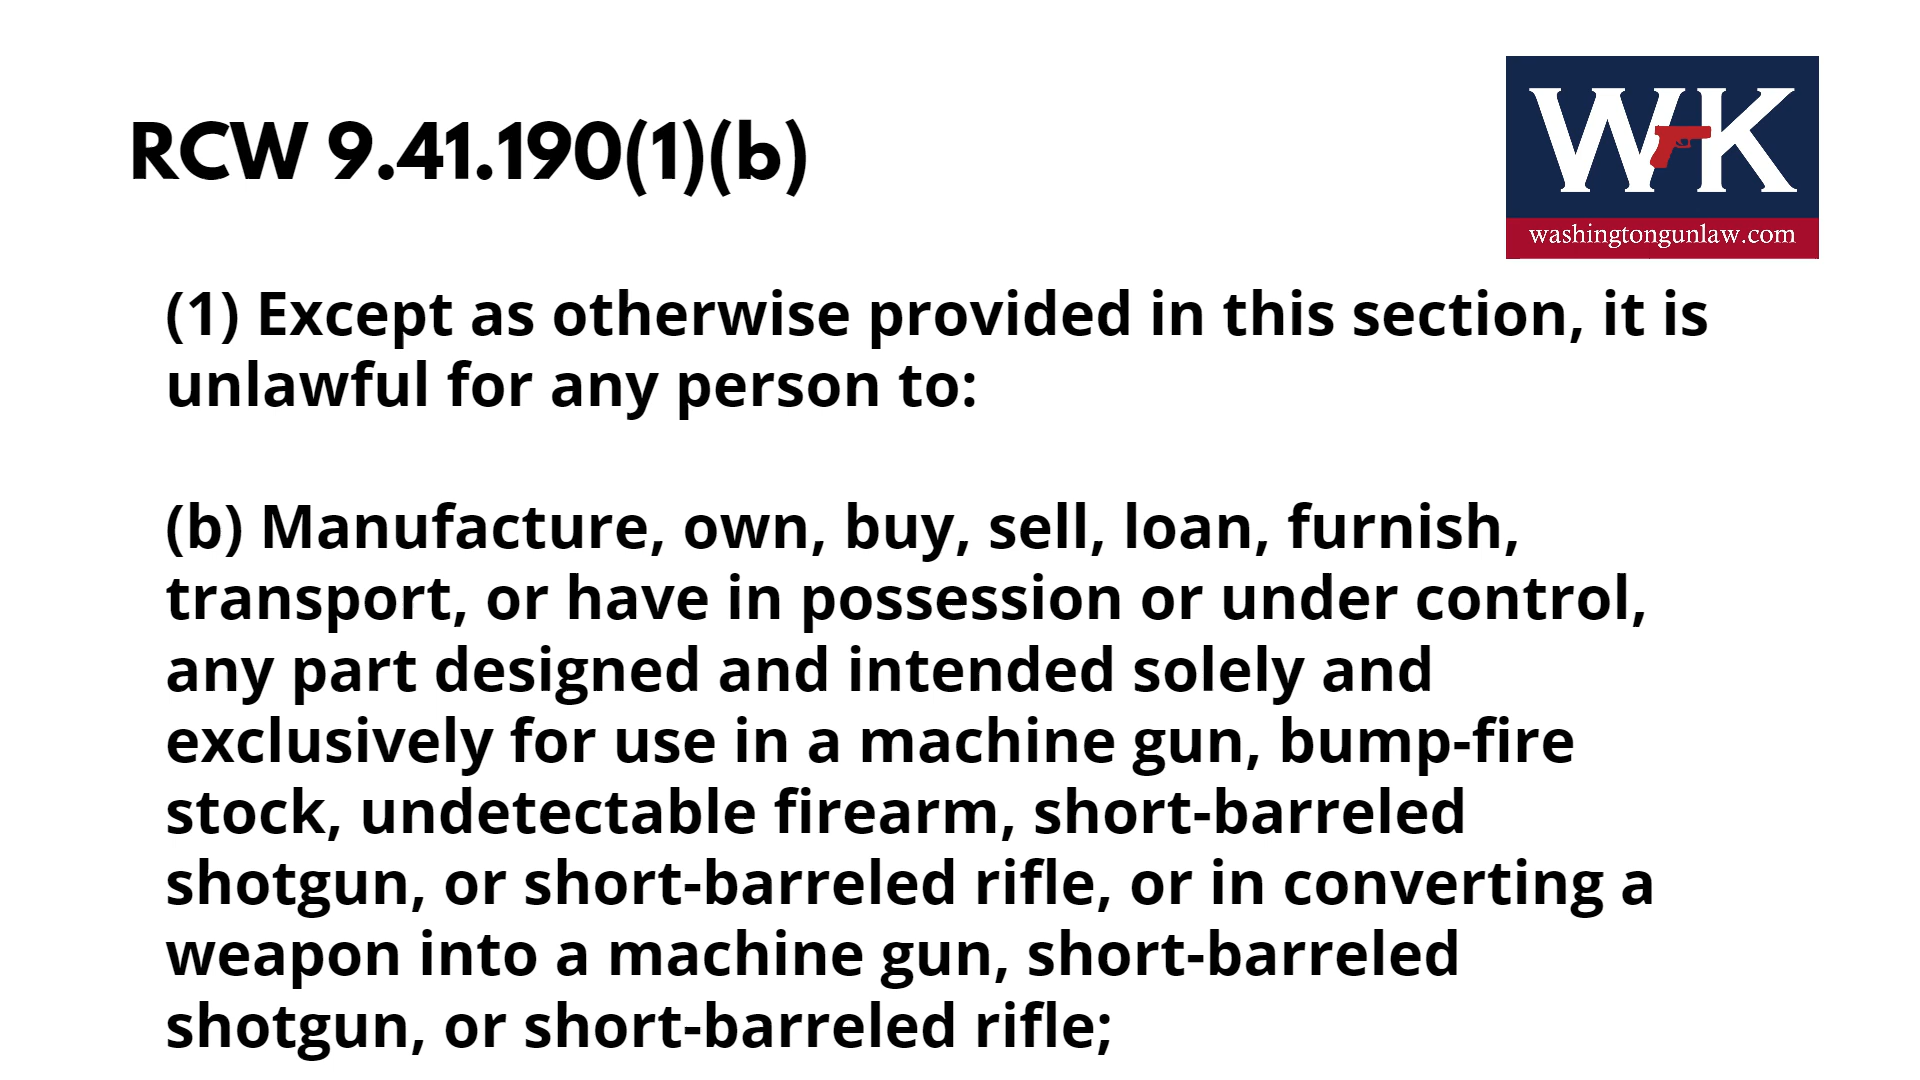 RCW 9.41.190(1)(b)
WK
washingtongunlaw.com
(1) Except as otherwise provided in this section, it is
unlawful for any person to:
(b) Manufacture, own, buy, sell, loan, furnish,
transport, or have in possession or under control,
any part designed and intended solely and
exclusively for use in a machine gun, bump-fire
stock, undetectable firearm, short-barreled
shotgun, or short-barreled rifle, or in converting a
weapon into a machine gun, short-barreled
shotgun, or short-barreled rifle;